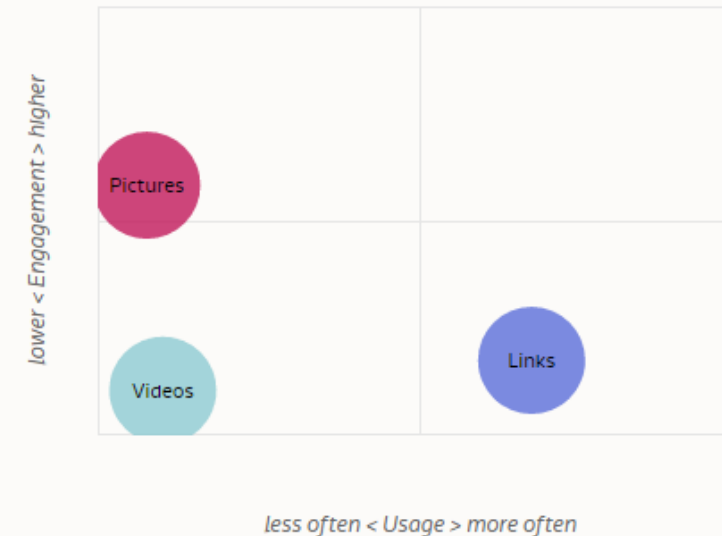 lower < Engagement > higher
Pictures
Links
Videos
less often < Usage > more often